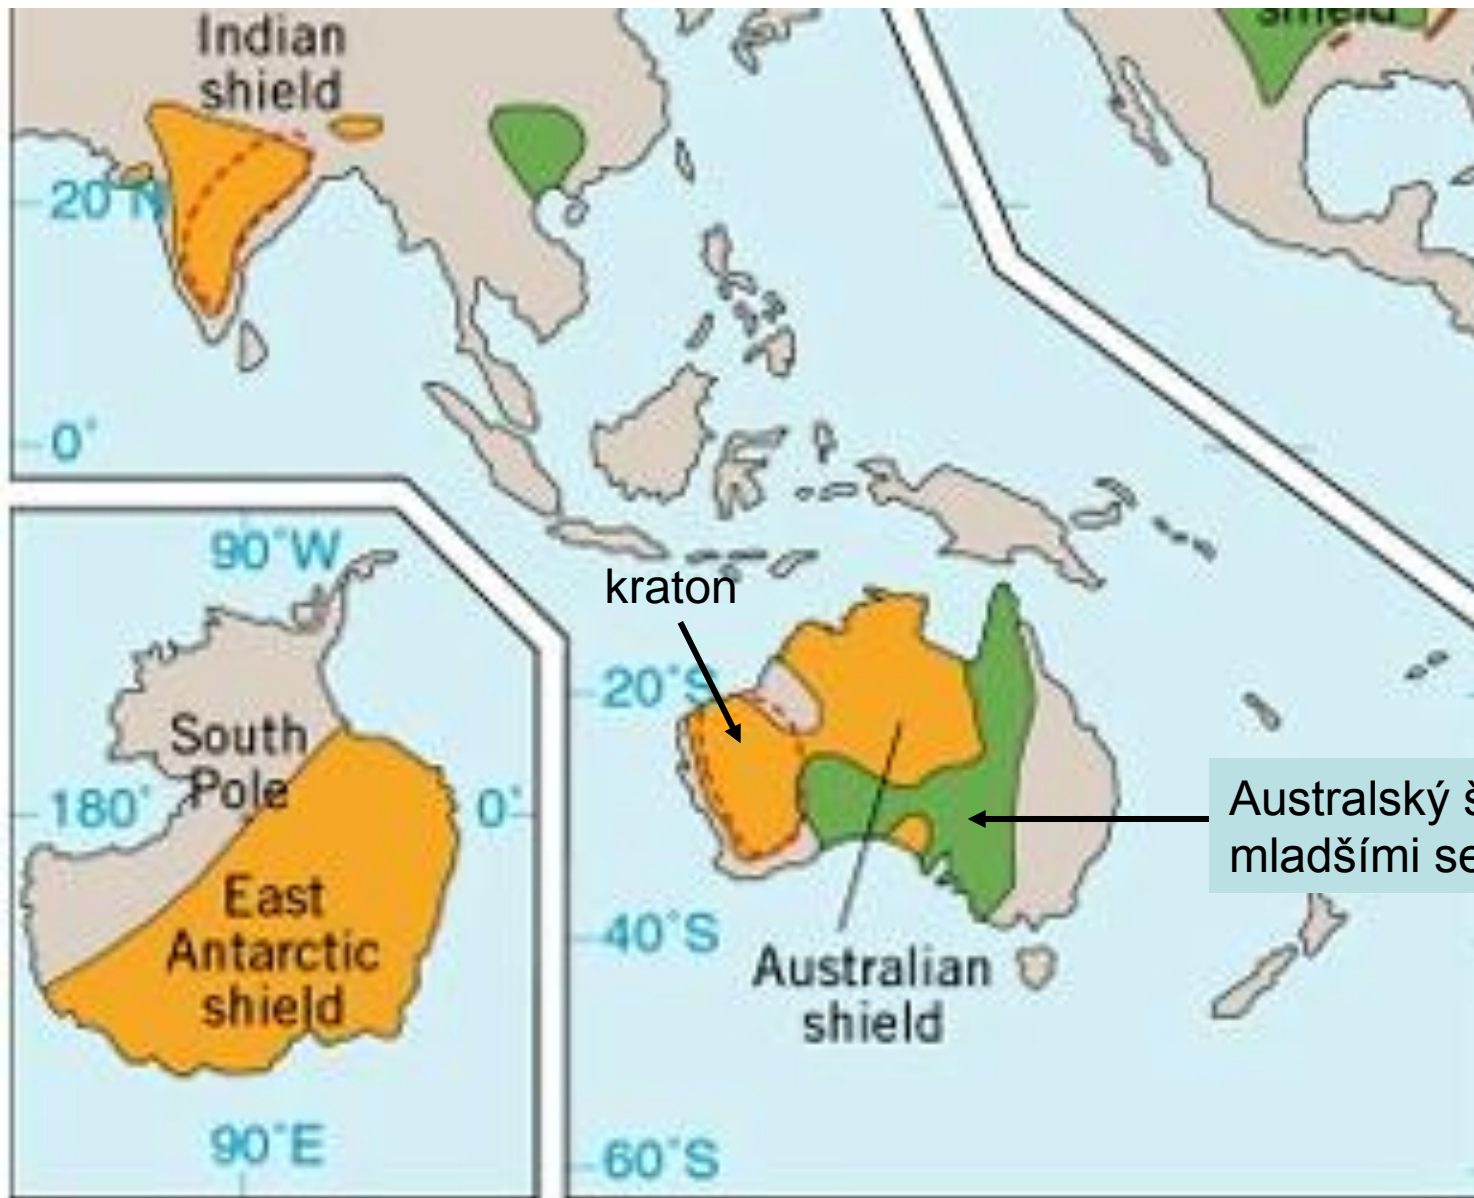 Indian
shield
shield
20°N
0°
90°W
kraton
20°S
South
Pole
180°
0°
Australský
mladšími
East
Antarctic
shield
40°S
Australian
shield
90°E
60°S